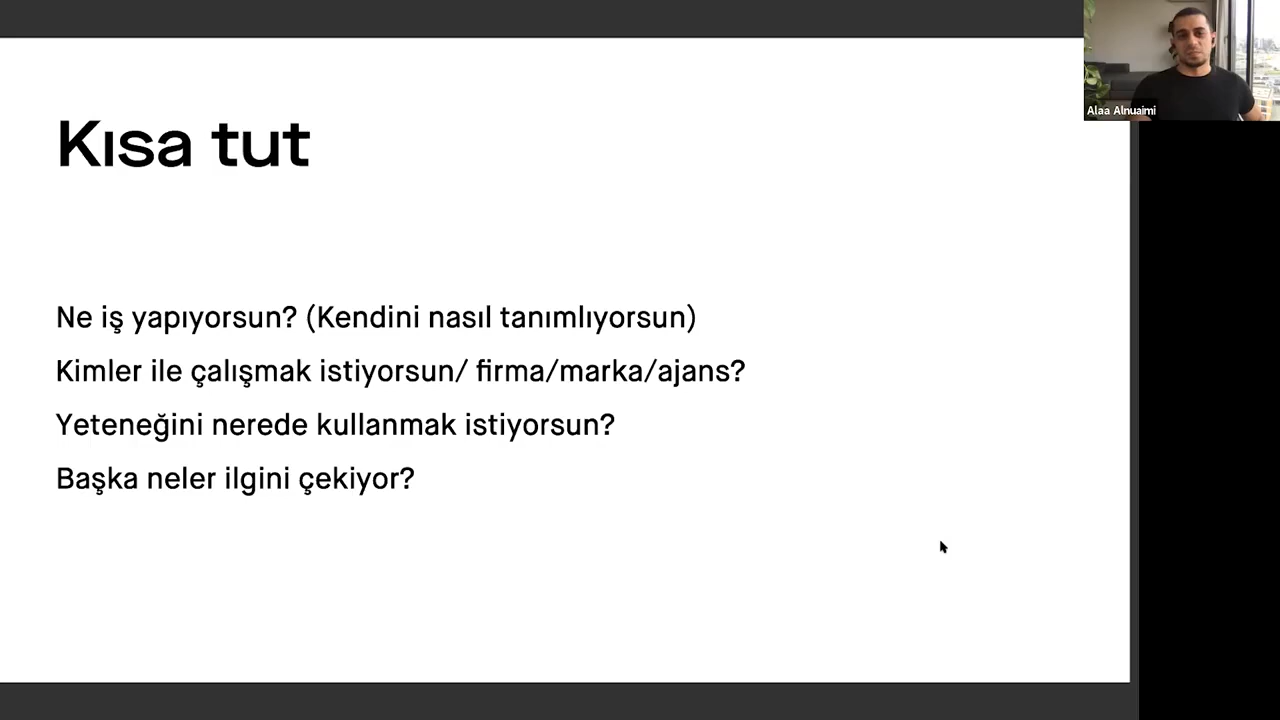 Kısa tut
Ne iş yapıyorsun? (Kendini nasıl tanımlıyorsun)
Kimler ile çalışmak istiyorsun/ firma/marka/ajans?
Yeteneğini nerede kullanmak istiyorsun?
Başka neler ilgini çekiyor?
Alaa Alnuaimi